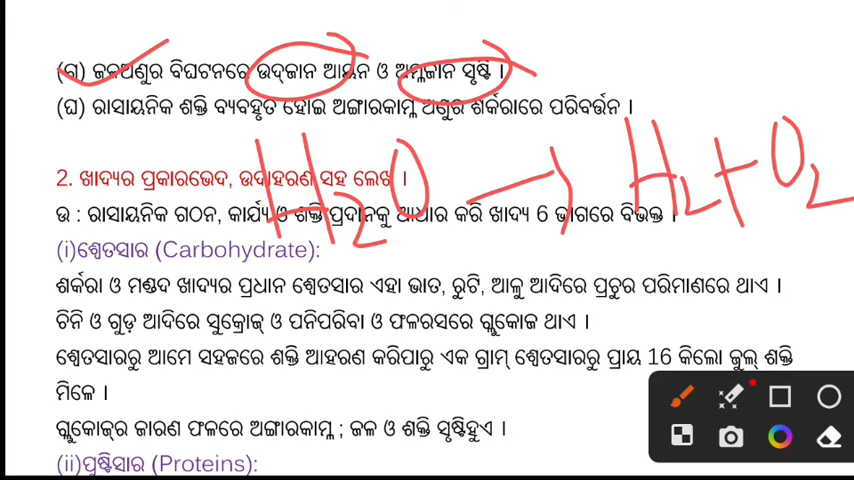 (ଗ) ଜଳଅଣୁର ବିଘଟନରେ ଉଦ୍‌ଜାନ ଆୟନ ଓ ଅମ୍ଳଜାନ ସୃଷ୍ଟି ।
(ଘ) ରାସାୟନିକ ଶକ୍ତି ବ୍ୟବହୃତ ହୋଇ ଅଙ୍ଗାରକାମ୍ଳ ଅଣୁର ଶର୍କରାରେ ପରିବର୍ତ୍ତନ ।
H₂O → H₂ + O₂
2. ଖାଦ୍ୟର ପ୍ରକାରଭେଦ, ଉଦାହରଣ ସହ ଲେଖ ।
ଉ : ରାସାୟନିକ ଗଠନ, କାର୍ଯ୍ୟ ଓ ଶକ୍ତି ପ୍ରଦାନକୁ ଆଧାର କରି ଖାଦ୍ୟ 6 ଭାଗରେ ବିଭକ୍ତ ।
(i)ଶ୍ୱେତସାର (Carbohydrate):
ଶର୍କରା ଓ ମଣ୍ଡଦ ଖାଦ୍ୟର ପ୍ରଧାନ ଶ୍ୱେତସାର ଏହା ଭାତ, ରୁଟି, ଆଳୁ ଆଦିରେ ପ୍ରଚୁର ପରିମାଣରେ ଥାଏ ।
ଚିନି ଓ ଗୁଡ଼ ଆଦିରେ ସୁକ୍ରୋଜ୍ ଓ ପନିପରିବା ଓ ଫଳରସରେ ଗ୍ଲୁକୋଜ ଥାଏ ।
ଶ୍ୱେତସାରରୁ ଆମେ ସହଜରେ ଶକ୍ତି ଆହରଣ କରିପାରୁ ଏକ ଗ୍ରାମ୍ ଶ୍ୱେତସାରରୁ ପ୍ରାୟ 16 କିଲୋ ଜୁଲ୍ ଶକ୍ତି
ମିଳେ ।
ଗ୍ଲୁକୋଜ୍‌ର କାରଣ ଫଳରେ ଅଙ୍ଗାରକାମ୍ଳ ; ଜଳ ଓ ଶକ୍ତି ସୃଷ୍ଟିହୁଏ ।
(ii)ପୁଷ୍ଟିସାର (Proteins):